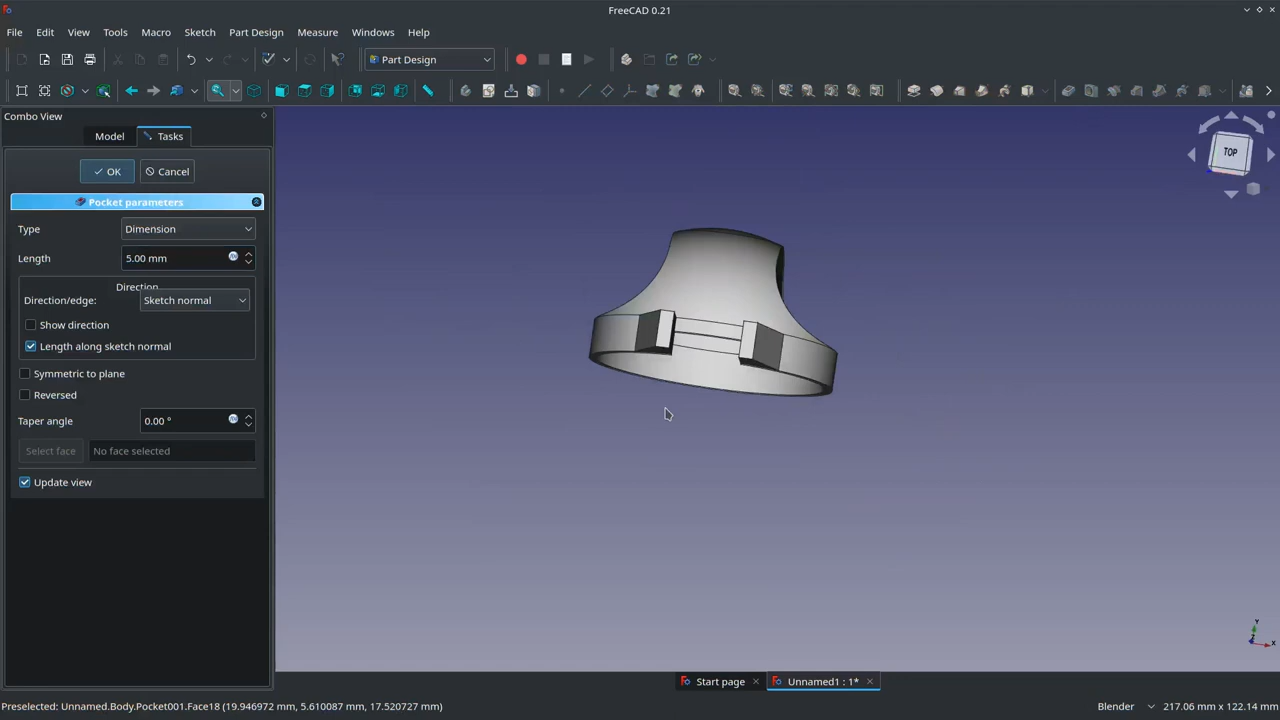 FreeCAD 0.21
File Edit View Tools Macro Sketch Part Design Measure Windows Help
Part Design
Combo View
Model Tasks
OK Cancel
Pocket parameters
Type Dimension
Length 5.00 mm
Direction
Direction/edge: Sketch normal
Show direction
Length along sketch normal
Symmetric to plane
Reversed
Taper angle 0.00 °
Select face No face selected
Update view
TOP
Y
Z
X
Start page Unnamed1 : 1*
Preselected: Unnamed.Body.Pocket001.Face18 (19.946972 mm, 5.610087 mm, 17.520727 mm) Blender 217.06 mm x 122.14 mm